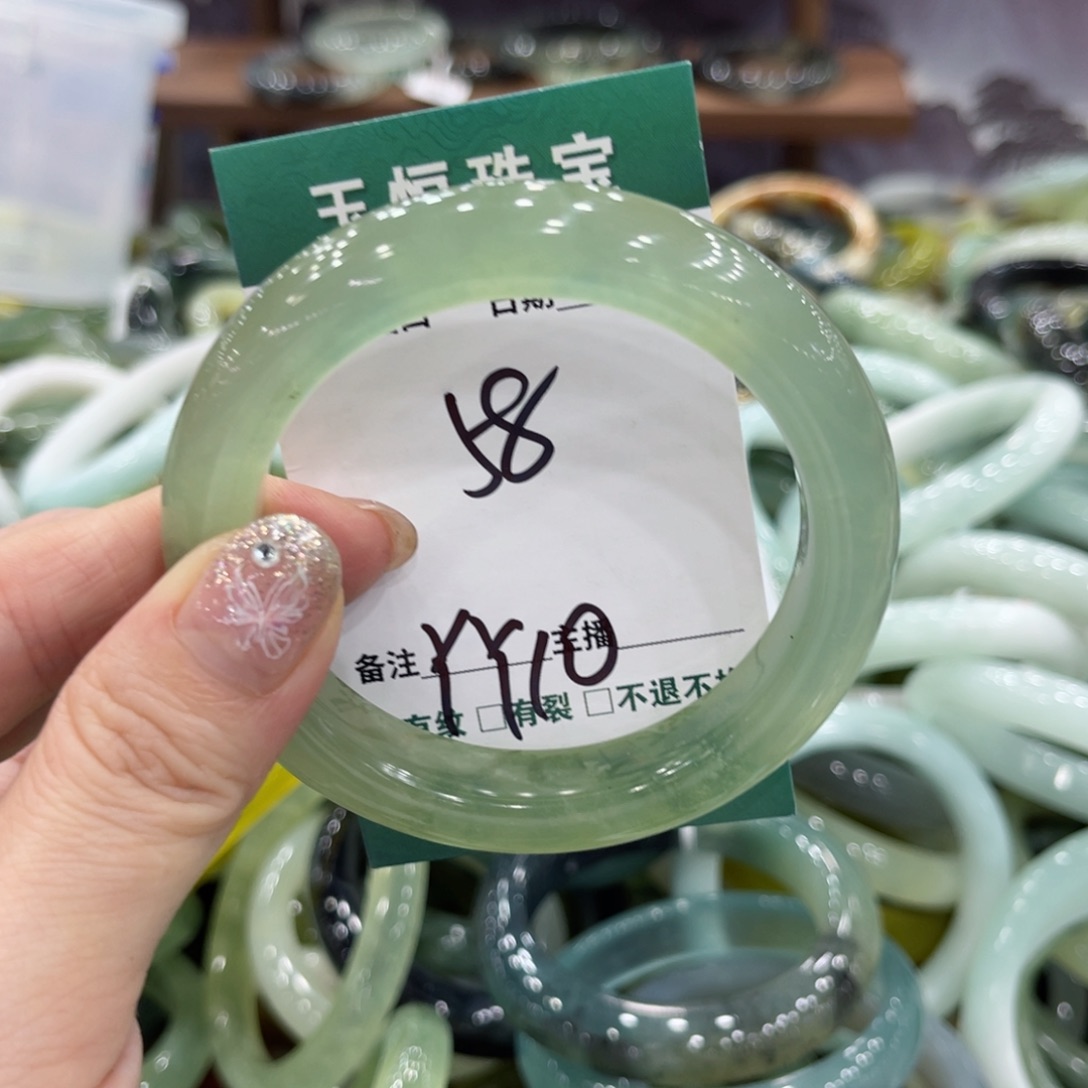 玉恒珠宝
日期
58
YY10
备注 主播
有纹 □有裂 □不退不换